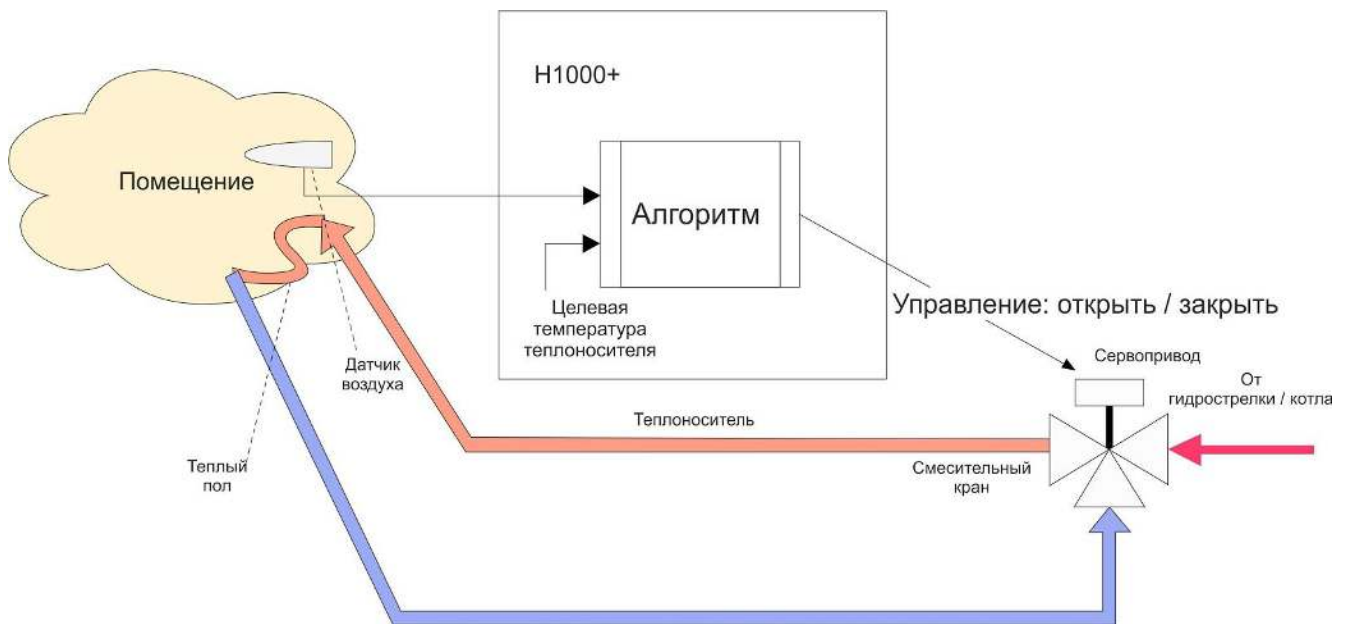 H1000+
Помещение
Алгоритм
Целевая
температура
теплоносителя
Управление: открыть / закрыть
Датчик
воздуха
Сервопривод
От
гидрострелки / котла
Теплоноситель
Теплый
пол
Смесительный
кран